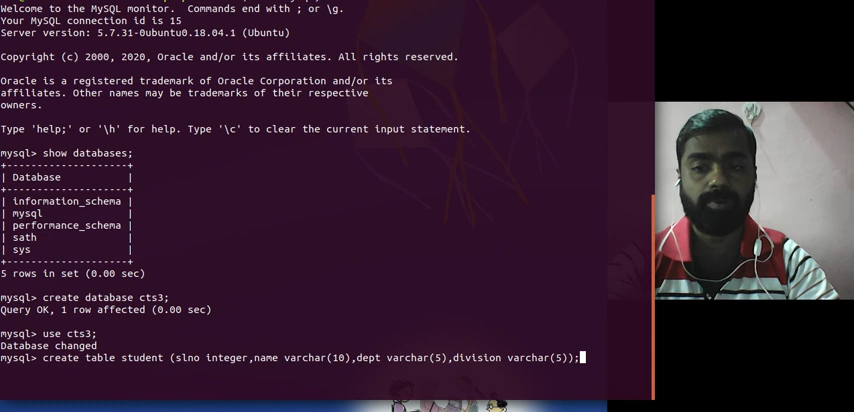 Welcome to the MySQL monitor.  Commands end with ; or \g.
Your MySQL connection id is 15
Server version: 5.7.31-0ubuntu0.18.04.1 (Ubuntu)
Copyright (c) 2000, 2020, Oracle and/or its affiliates. All rights reserved.
Oracle is a registered trademark of Oracle Corporation and/or its
affiliates. Other names may be trademarks of their respective
owners.
Type 'help;' or '\h' for help. Type '\c' to clear the current input statement.
mysql> show databases;
+--------------------+
| Database           |
+--------------------+
| information_schema |
| mysql              |
| performance_schema |
| sath               |
| sys                |
+--------------------+
5 rows in set (0.00 sec)
mysql> create database cts3;
Query OK, 1 row affected (0.00 sec)
mysql> use cts3;
Database changed
mysql> create table student (slno integer,name varchar(10),dept varchar(5),division varchar(5));